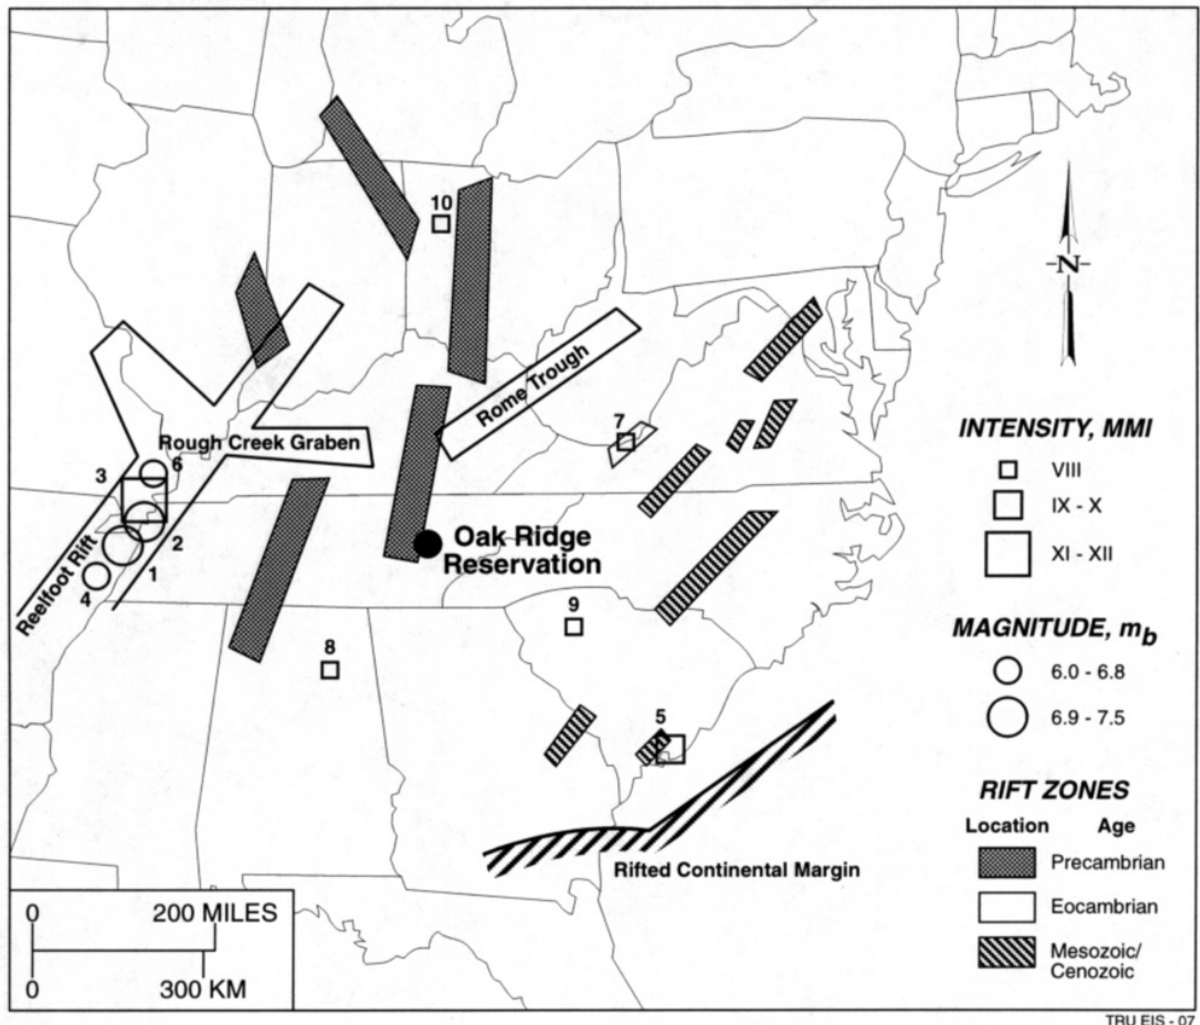 10
7
Rome Trough
Rough Creek Graben
3
6
2
1
4
Reelfoot Rift
Oak Ridge
Reservation
9
8
5
Rifted Continental Margin
N
INTENSITY, MMI
VIII
IX - X
XI - XII
MAGNITUDE, mb
6.0 - 6.8
6.9 - 7.5
RIFT ZONES
Location Age
Precambrian
Eocambrian
Mesozoic/
Cenozoic
0 200 MILES
0 300 KM
TRU EIS - 07